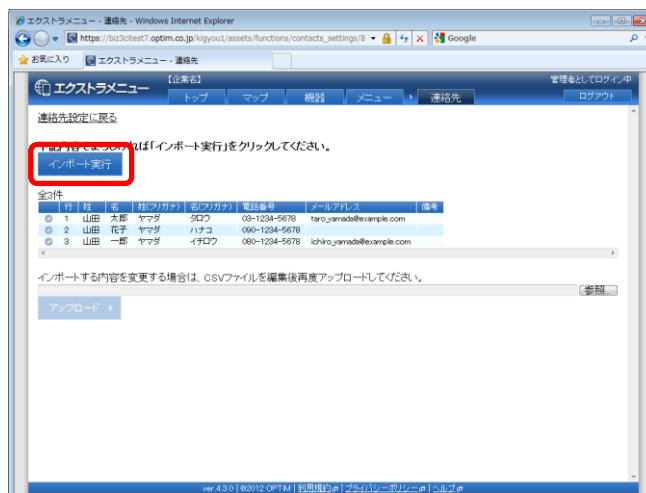 エクストラメニュー - 連絡先 - Windows Internet Explorer
https://biz3citest7.optim.co.jp/kigyou1/assets/functions/contacts_settings/8
Google
お気に入り エクストラメニュー - 連絡先
エクストラメニュー 【企業名】 管理者としてログイン中
トップ マップ 機器 メニュー 連絡先 ログアウト
連絡先設定に戻る
下記内容でよろしければ「インポート実行」をクリックしてください。
インポート実行
全3件
行 姓 名 姓(フリガナ) 名(フリガナ) 電話番号 メールアドレス 備考
1 山田 太郎 ヤマダ タロウ 03-1234-5678 taro_yamada@example.com
2 山田 花子 ヤマダ ハナコ 090-1234-5678
3 山田 一郎 ヤマダ イチロウ 080-1234-5678 ichiro_yamada@example.com
インポートする内容を変更する場合は、CSVファイルを編集後再度アップロードしてください。
参照...
アップロード
ver.4.3.0 | ©2012 OPTiM | 利用規約 | プライバシーポリシー | ヘルプ